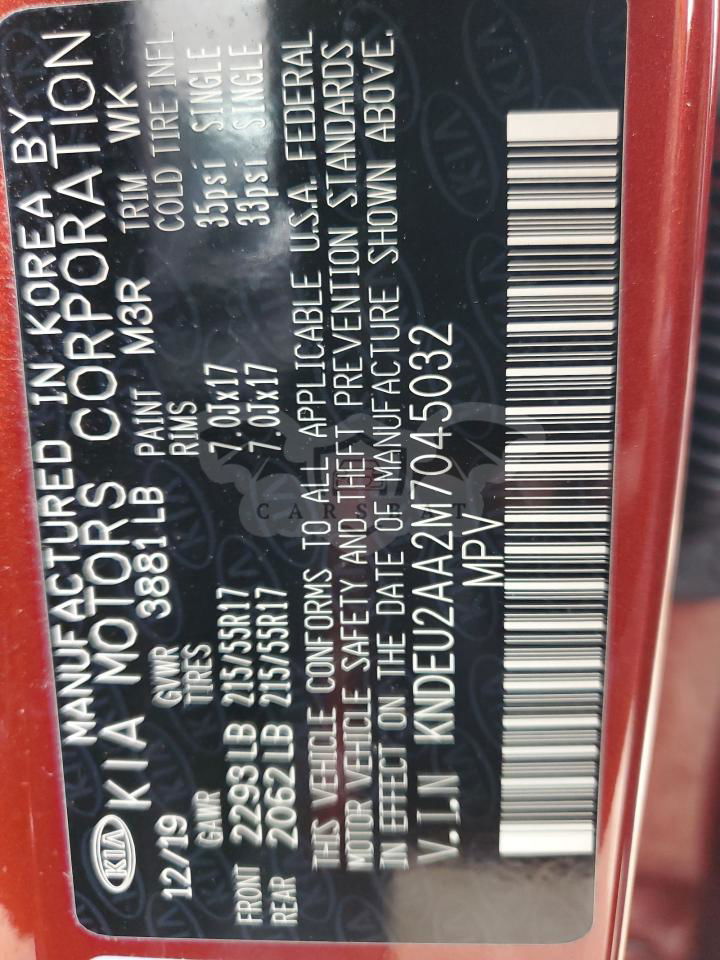 MANUFACTURED IN KOREA BY
KIA KIA MOTORS CORPORATION
12/19 GVWR 3881LB PAINT M3R TRIM WK
GAWR TIRES RIMS COLD TIRE INFL
FRONT 2293LB 215/55R17 7.0Jx17 35psi SINGLE
REAR 2062LB 215/55R17 7.0Jx17 33psi SINGLE
THIS VEHICLE CONFORMS TO ALL APPLICABLE U.S.A. FEDERAL
MOTOR VEHICLE SAFETY AND THEFT PREVENTION STANDARDS
IN EFFECT ON THE DATE OF MANUFACTURE SHOWN ABOVE.
V.I.N KNDEU2AA2M7045032
MPV